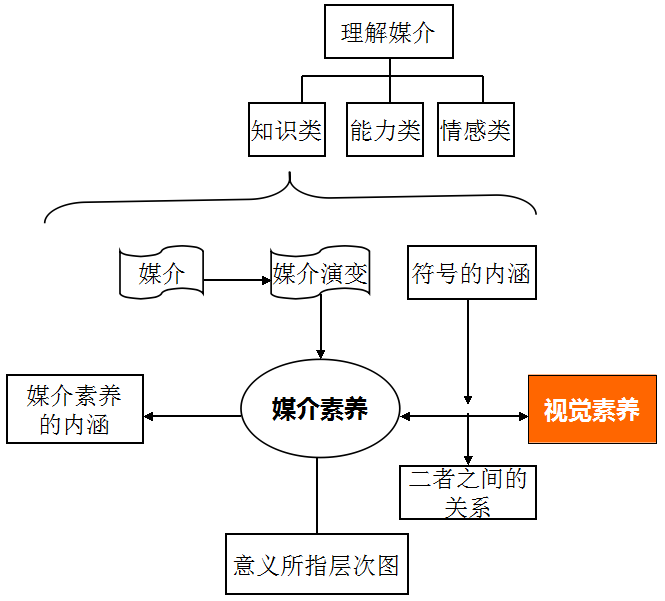 理解媒介
知识类
能力类
情感类
媒介
媒介演变
符号的内涵
媒介素养
的内涵
媒介素养
视觉素养
二者之间的
关系
意义所指层次图